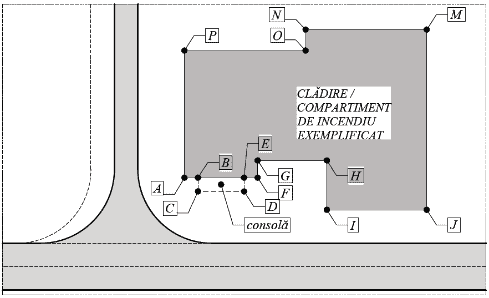 N
M
P
O
CLĂDIRE /
COMPARTIMENT
DE INCENDIU
EXEMPLIFICAT
E
B
A
G
H
F
C
D
consolă
I
J